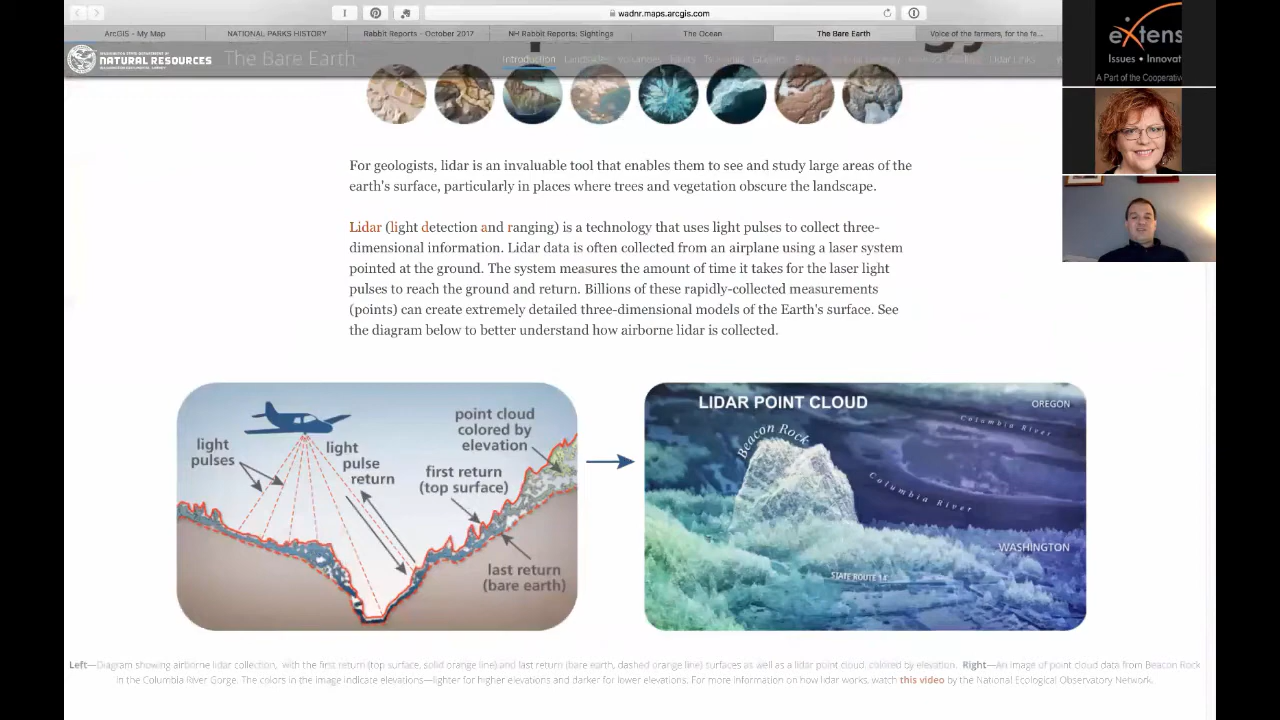 wadnr.maps.arcgis.com
ArcGIS - My Map
NATIONAL PARKS HISTORY
Rabbit Reports - October 2017
NH Rabbit Reports: Sightings
The Ocean
The Bare Earth
Voice of the farmers, for the fa...
NATURAL RESOURCES
The Bare Earth
Introduction
eXtens
Issues • Innovat
A Part of the Cooperativ
For geologists, lidar is an invaluable tool that enables them to see and study large areas of the
earth's surface, particularly in places where trees and vegetation obscure the landscape.
Lidar (light detection and ranging) is a technology that uses light pulses to collect three-
dimensional information. Lidar data is often collected from an airplane using a laser system
pointed at the ground. The system measures the amount of time it takes for the laser light
pulses to reach the ground and return. Billions of these rapidly-collected measurements
(points) can create extremely detailed three-dimensional models of the Earth's surface. See
the diagram below to better understand how airborne lidar is collected.
light
pulses
light
pulse
return
point cloud
colored by
elevation
first return
(top surface)
last return
(bare earth)
LIDAR POINT CLOUD
OREGON
Columbia River
Beacon Rock
Columbia River
WASHINGTON
STATE ROUTE 14
Left—Diagram showing airborne lidar collection, with the first return (top surface, solid orange line) and last return (bare earth, dashed orange line) surfaces as well as a lidar point cloud colored by elevation. Right—An image of point cloud data from Beacon Rock
in the Columbia River Gorge. The colors in the image indicate elevations—lighter for higher elevations and darker for lower elevations. For more information on how lidar works, watch this video by the National Ecological Observatory Network.